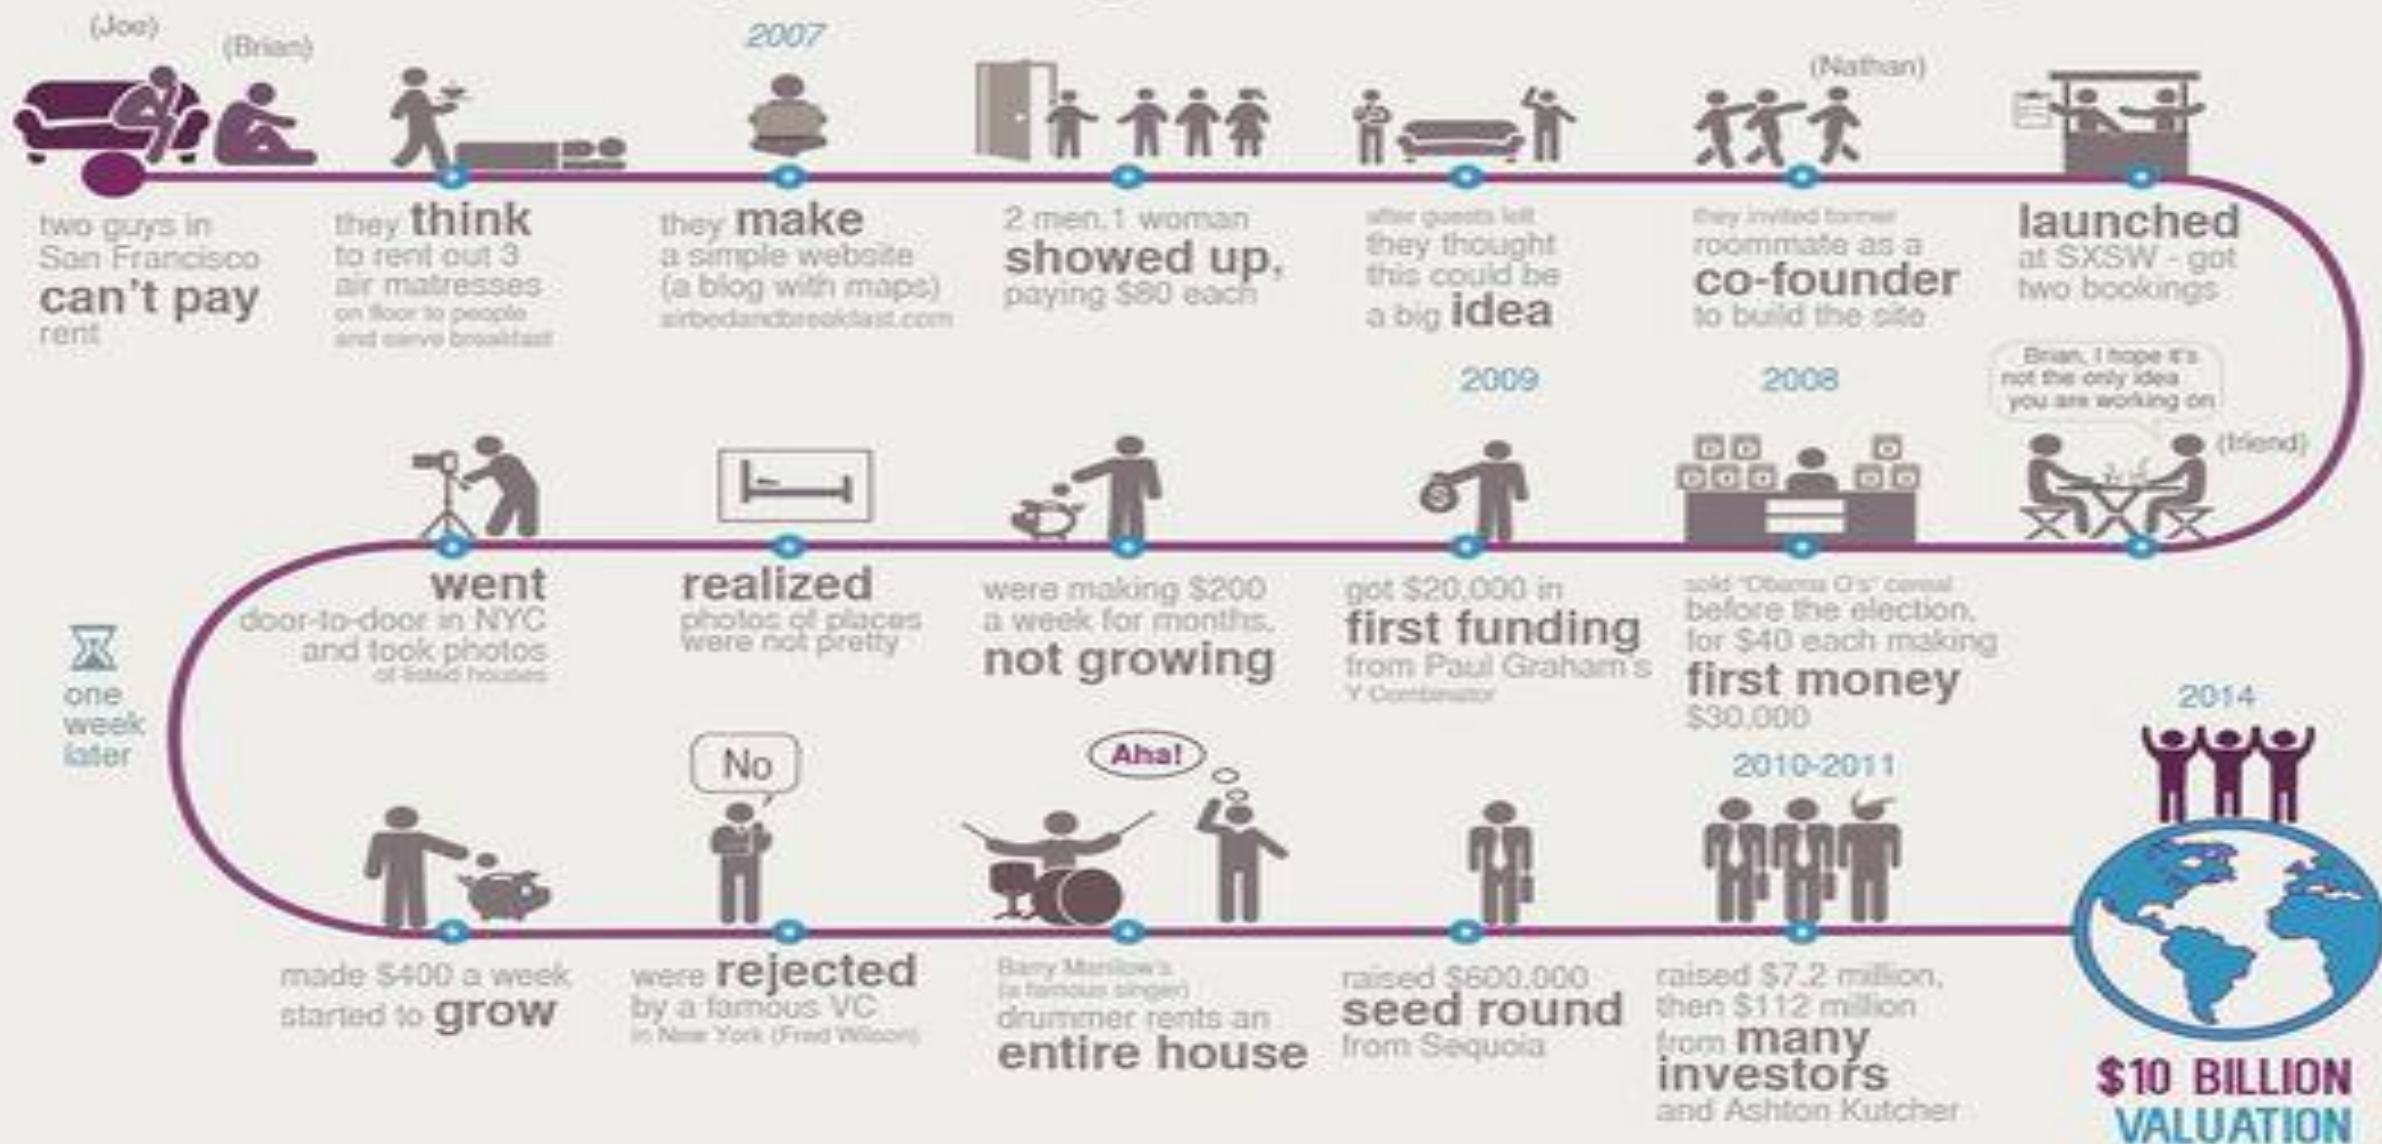 (Joe)
(Brian)
two guys in
San Francisco
can't pay
rent
they think
to rent out 3
air matresses
on floor to people
and serve breakfast
2007
they make
a simple website
(a blog with maps)
airbedandbreakfast.com
2 men, 1 woman
showed up,
paying $80 each
after guests left
they thought
this could be
a big idea
(Nathan)
they invited former
roommate as a
co-founder
to build the site
launched
at SXSW - got
two bookings
Brian, I hope it's
not the only idea
you are working on
(friend)
2008
sold "Obama O's" cereal
before the election,
for $40 each making
first money
$30.000
2009
got $20.000 in
first funding
from Paul Graham's
Y Combinator
were making $200
a week for months,
not growing
realized
photos of places
were not pretty
went
door-to-door in NYC
and took photos
of listed houses
one
week
later
made $400 a week
started to grow
No
were rejected
by a famous VC
in New York (Fred Wilson)
Aha!
Barry Manilow's
(a famous singer)
drummer rents an
entire house
raised $600.000
seed round
from Sequoia
2010-2011
raised $7.2 million,
then $112 million
from many
investors
and Ashton Kutcher
2014
$10 BILLION
VALUATION